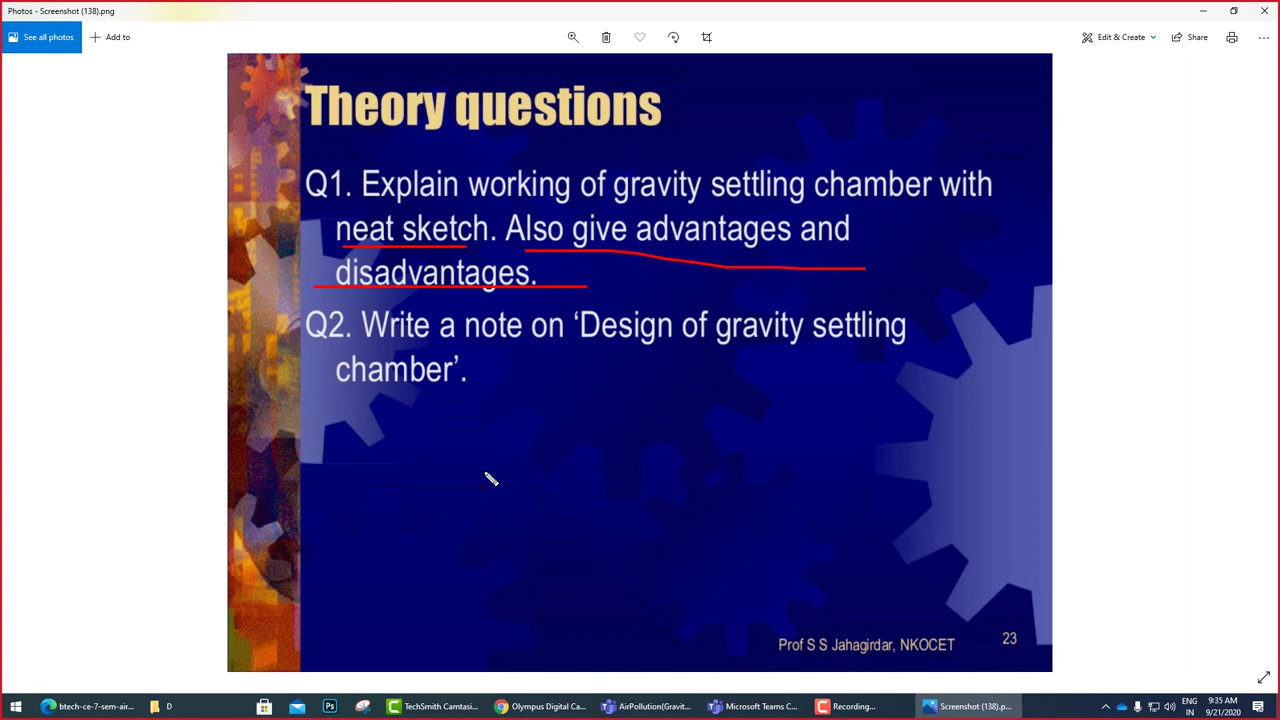 Photos - Screenshot (138).png
See all photos
Add to
Edit & Create
Share
Theory questions
Q1. Explain working of gravity settling chamber with
neat sketch. Also give advantages and
disadvantages.
Q2. Write a note on ‘Design of gravity settling
chamber’.
Prof S S Jahagirdar, NKOCET
23
btech-ce-7-sem-air...
D
Ps
TechSmith Camtasi...
Olympus Digital Ca...
AirPollution(Gravit...
Microsoft Teams C...
Recording...
Screenshot (138).p...
ENG
IN
9:35 AM
9/21/2020